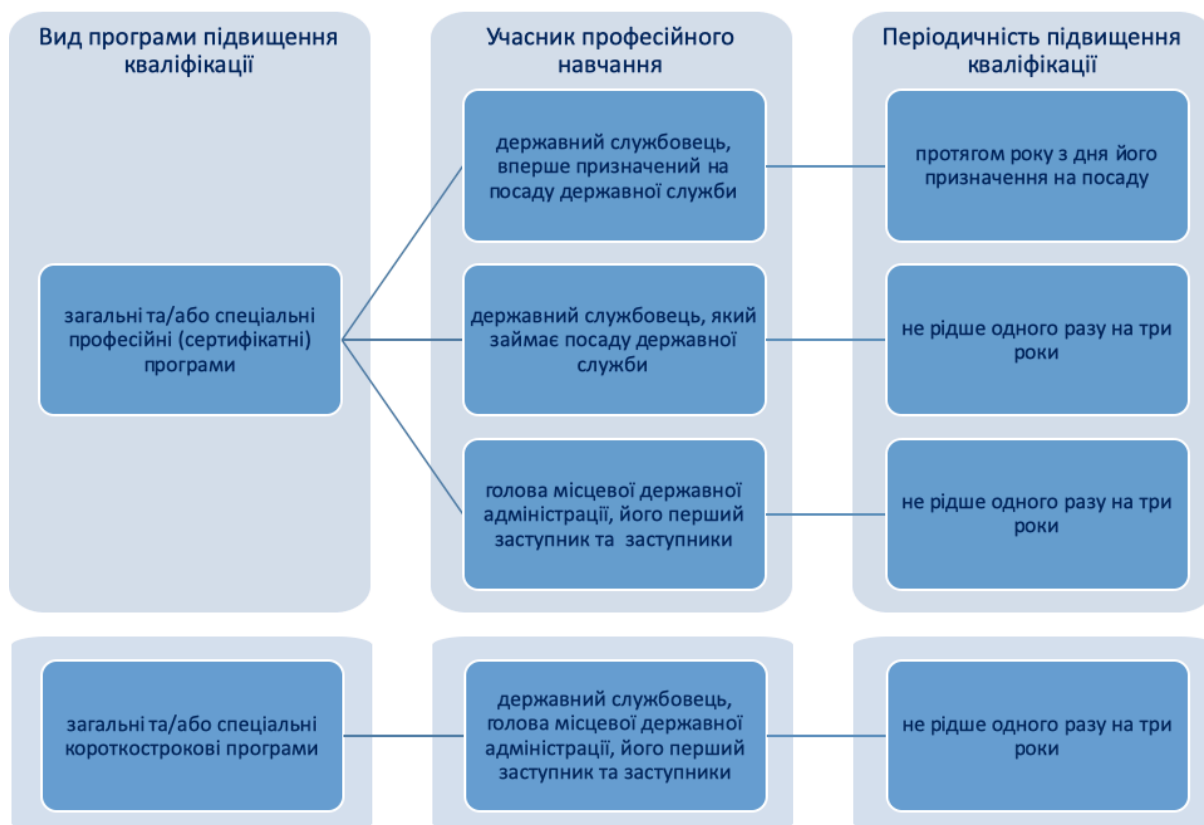 Вид програми підвищення
кваліфікації
Учасник професійного
навчання
Періодичність підвищення
кваліфікації
загальні та/або спеціальні
професійні (сертифікатні)
програми
державний службовець,
вперше призначений на
посаду державної служби
протягом року з дня його
призначення на посаду
державний службовець, який
займає посаду державної
служби
не рідше одного разу на три
роки
голова місцевої державної
адміністрації, його перший
заступник та заступники
не рідше одного разу на три
роки
загальні та/або спеціальні
короткострокові програми
державний службовець,
голова місцевої державної
адміністрації, його перший
заступник та заступники
не рідше одного разу на три
роки